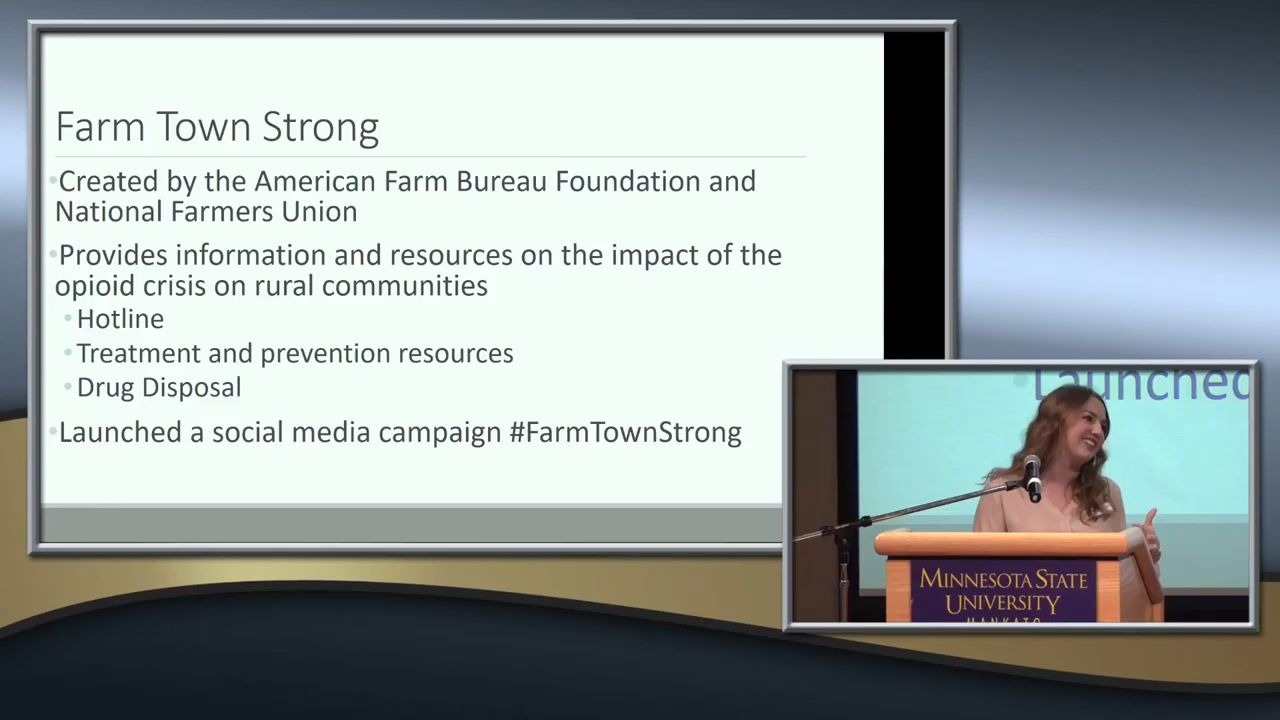 Farm Town Strong
•Created by the American Farm Bureau Foundation and
National Farmers Union
•Provides information and resources on the impact of the
opioid crisis on rural communities
•Hotline
•Treatment and prevention resources
•Drug Disposal
•Launched a social media campaign #FarmTownStrong
Launched
MINNESOTA STATE
UNIVERSITY
MANKATO